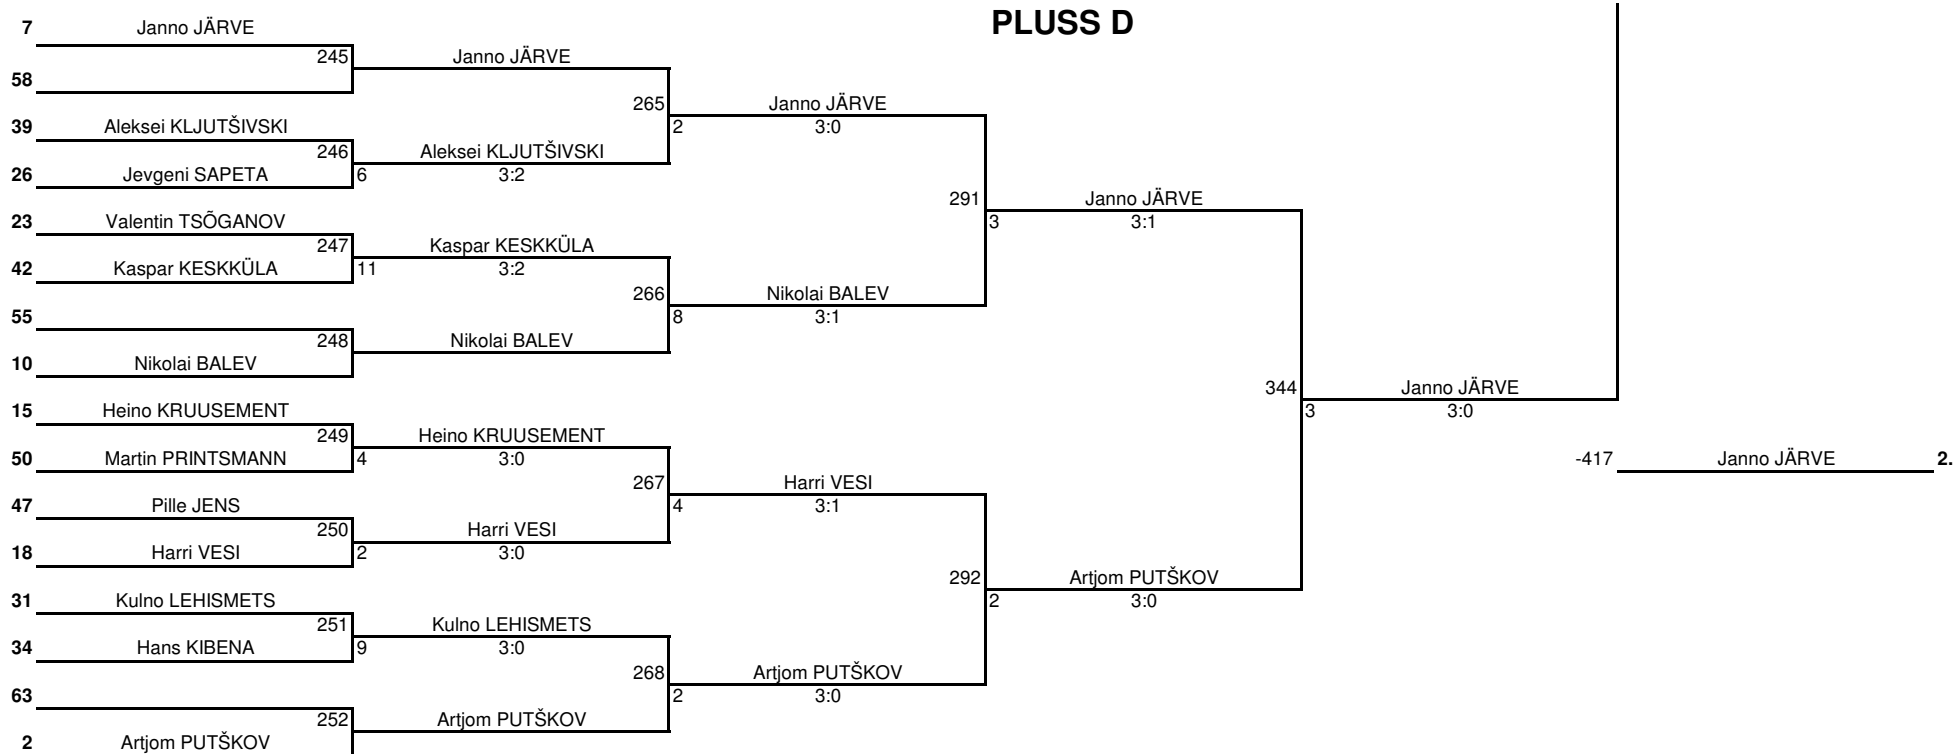 PLUSS D
7 Janno JÄRVE
245 Janno JÄRVE
58
265 Janno JÄRVE
2 3:0
39 Aleksei KLJUTŠIVSKI
246 Aleksei KLJUTŠIVSKI
26 Jevgeni SAPETA 6 3:2
291 Janno JÄRVE
3 3:1
23 Valentin TSÕGANOV
247 Kaspar KESKKÜLA
42 Kaspar KESKKÜLA 11 3:2
266 Nikolai BALEV
8 3:1
55
248 Nikolai BALEV
10 Nikolai BALEV
344 Janno JÄRVE
3 3:0
15 Heino KRUUSEMENT
249 Heino KRUUSEMENT
50 Martin PRINTSMANN 4 3:0
-417 Janno JÄRVE 2.
267 Harri VESI
4 3:1
47 Pille JENS
250 Harri VESI
18 Harri VESI 2 3:0
292 Artjom PUTŠKOV
2 3:0
31 Kulno LEHISMETS
251 Kulno LEHISMETS
34 Hans KIBENA 9 3:0
268 Artjom PUTŠKOV
2 3:0
63
252 Artjom PUTŠKOV
2 Artjom PUTŠKOV